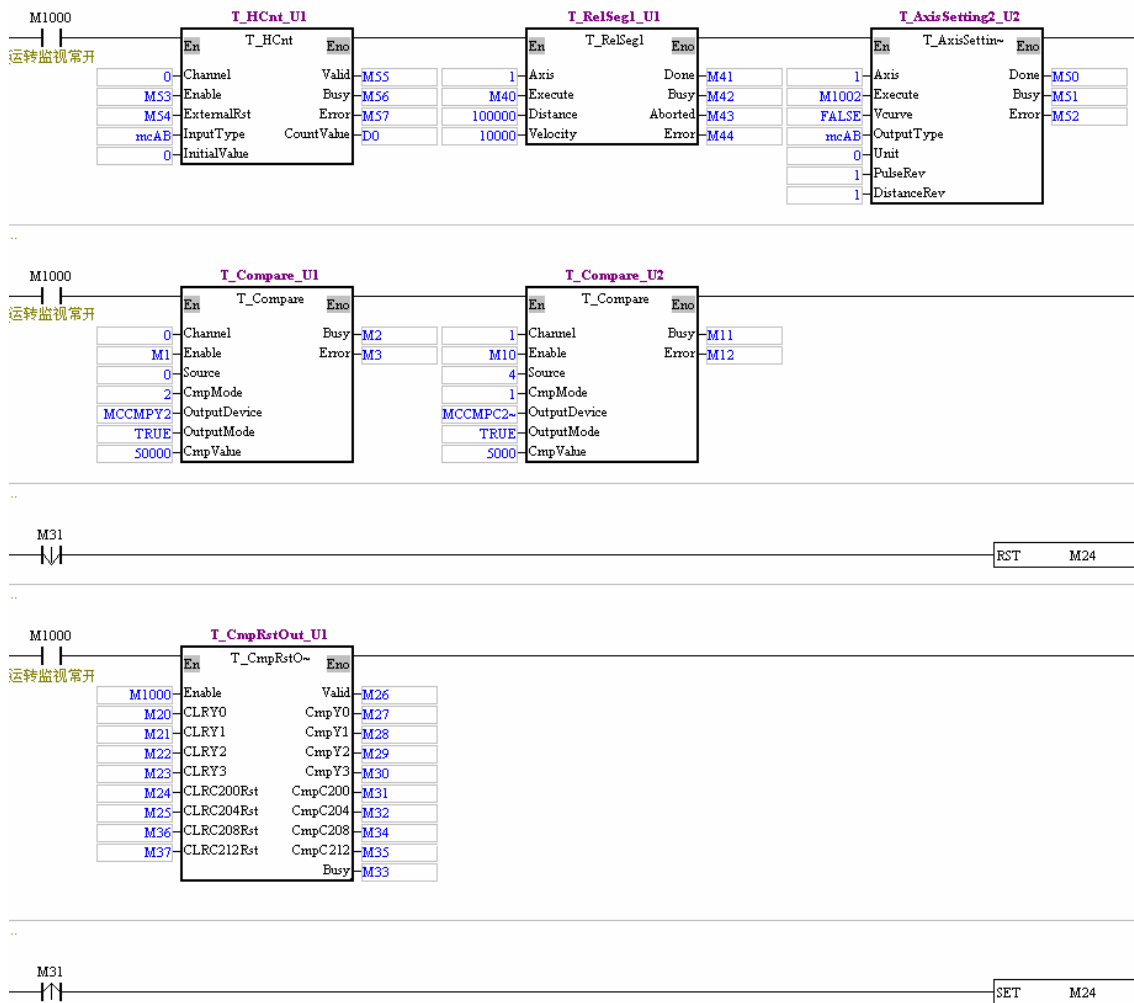 M1000
运转监视常开
T_HCnt_U1
T_HCnt
En Eno
0 Channel Valid M55
M53 Enable Busy M56
M54 ExternalRst Error M57
mcAB InputType CountValue D0
0 InitialValue
T_RelSeg1_U1
T_RelSeg1
En Eno
1 Axis Done M41
M40 Execute Busy M42
100000 Distance Aborted M43
10000 Velocity Error M44
T_AxisSetting2_U2
T_AxisSettin~
En Eno
1 Axis Done M50
M1002 Execute Busy M51
FALSE Vcurve Error M52
mcAB OutputType
0 Unit
1 PulseRev
1 DistanceRev
..
M1000
运转监视常开
T_Compare_U1
T_Compare
En Eno
0 Channel Busy M2
M1 Enable Error M3
0 Source
2 CmpMode
MCCMPY2 OutputDevice
TRUE OutputMode
50000 CmpValue
T_Compare_U2
T_Compare
En Eno
1 Channel Busy M11
M10 Enable Error M12
4 Source
1 CmpMode
MCCMPC2~ OutputDevice
TRUE OutputMode
5000 CmpValue
..
M31
RST M24
..
M1000
运转监视常开
T_CmpRstOut_U1
T_CmpRstO~
En Eno
M1000 Enable Valid M26
M20 CLRY0 CmpY0 M27
M21 CLRY1 CmpY1 M28
M22 CLRY2 CmpY2 M29
M23 CLRY3 CmpY3 M30
M24 CLRC200Rst CmpC200 M31
M25 CLRC204Rst CmpC204 M32
M36 CLRC208Rst CmpC208 M34
M37 CLRC212Rst CmpC212 M35
Busy M33
..
M31
SET M24